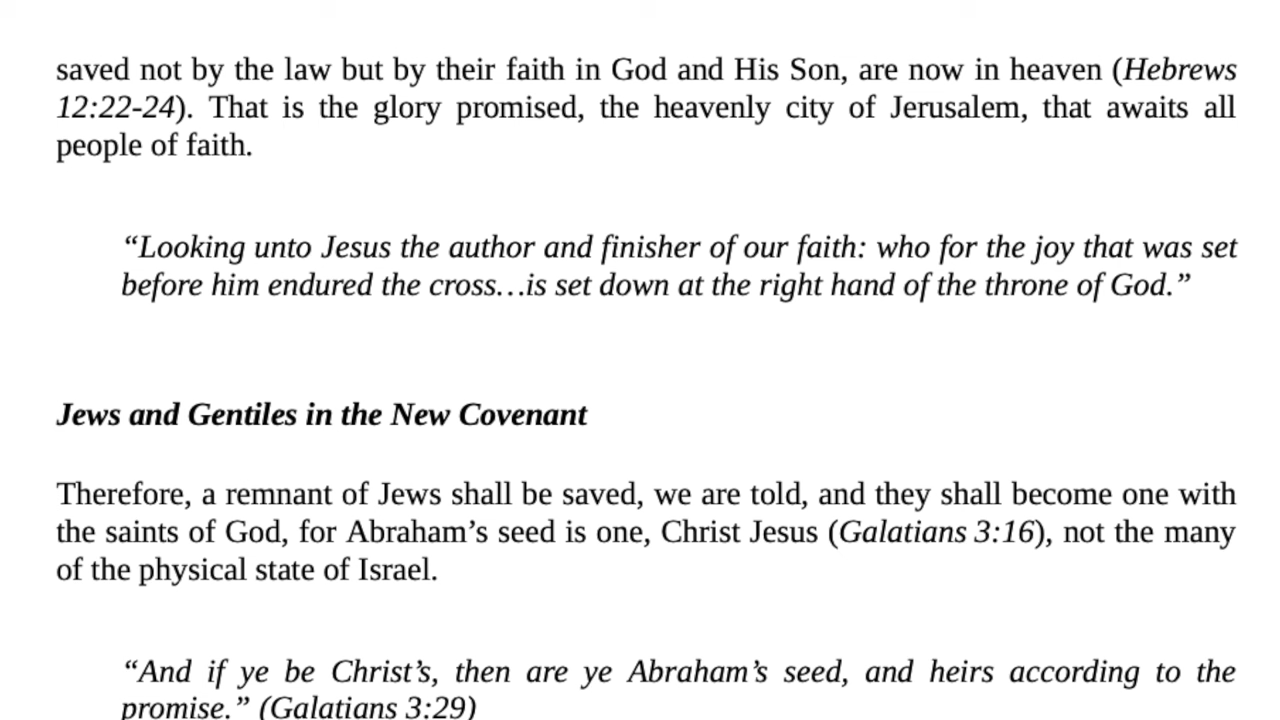 saved not by the law but by their faith in God and His Son, are now in heaven (Hebrews
12:22-24). That is the glory promised, the heavenly city of Jerusalem, that awaits all
people of faith.
“Looking unto Jesus the author and finisher of our faith: who for the joy that was set
before him endured the cross…is set down at the right hand of the throne of God.”
Jews and Gentiles in the New Covenant
Therefore, a remnant of Jews shall be saved, we are told, and they shall become one with
the saints of God, for Abraham’s seed is one, Christ Jesus (Galatians 3:16), not the many
of the physical state of Israel.
“And if ye be Christ’s, then are ye Abraham’s seed, and heirs according to the
promise.” (Galatians 3:29)